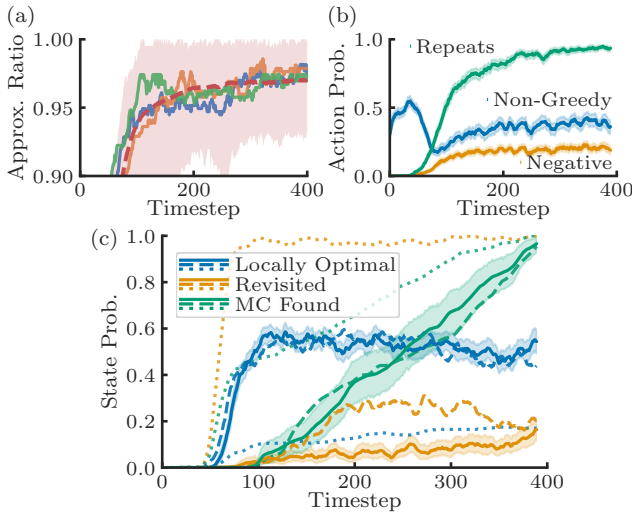 (a)
1.00
0.95
0.90
Approx. Ratio
200
400
Timestep
(b)
1.0
0.5
0.0
Action Prob.
Repeats
Non-Greedy
Negative
0
200
400
Timestep
(c)
1.0
0.8
0.6
0.4
0.2
0.0
State Prob.
Locally Optimal
Revisited
MC Found
0
100
200
300
400
Timestep